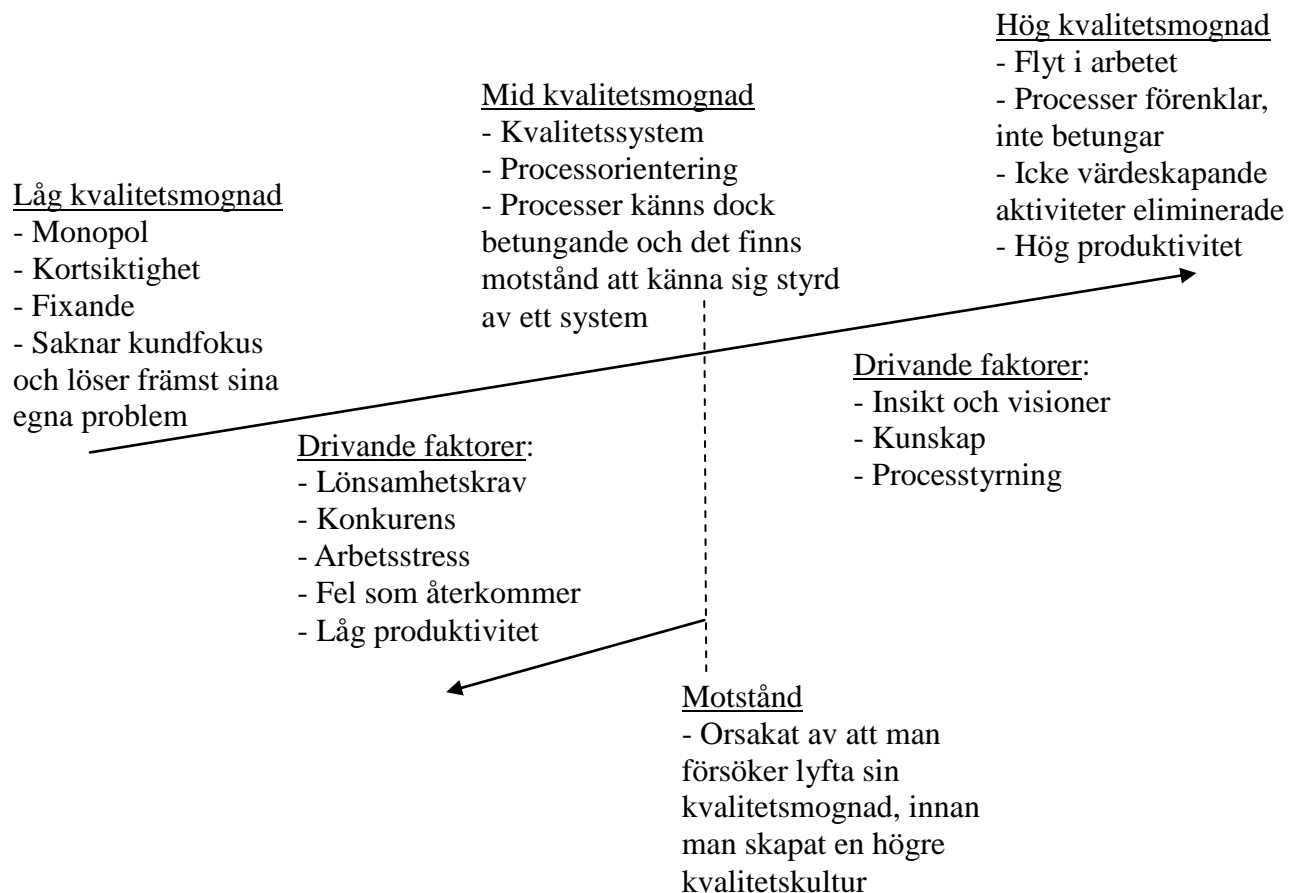 Låg kvalitetsmognad
- Monopol
- Kortsiktighet
- Fixande
- Saknar kundfokus
och löser främst sina
egna problem
Mid kvalitetsmognad
- Kvalitetssystem
- Processorientering
- Processer känns dock
betungande och det finns
motstånd att känna sig styrd
av ett system
Hög kvalitetsmognad
- Flyt i arbetet
- Processer förenklar,
inte betungar
- Icke värdeskapande
aktiviteter eliminerade
- Hög produktivitet
Drivande faktorer:
- Lönsamhetskrav
- Konkurens
- Arbetsstress
- Fel som återkommer
- Låg produktivitet
Drivande faktorer:
- Insikt och visioner
- Kunskap
- Processtyrning
Motstånd
- Orsakat av att man
försöker lyfta sin
kvalitetsmognad, innan
man skapat en högre
kvalitetskultur